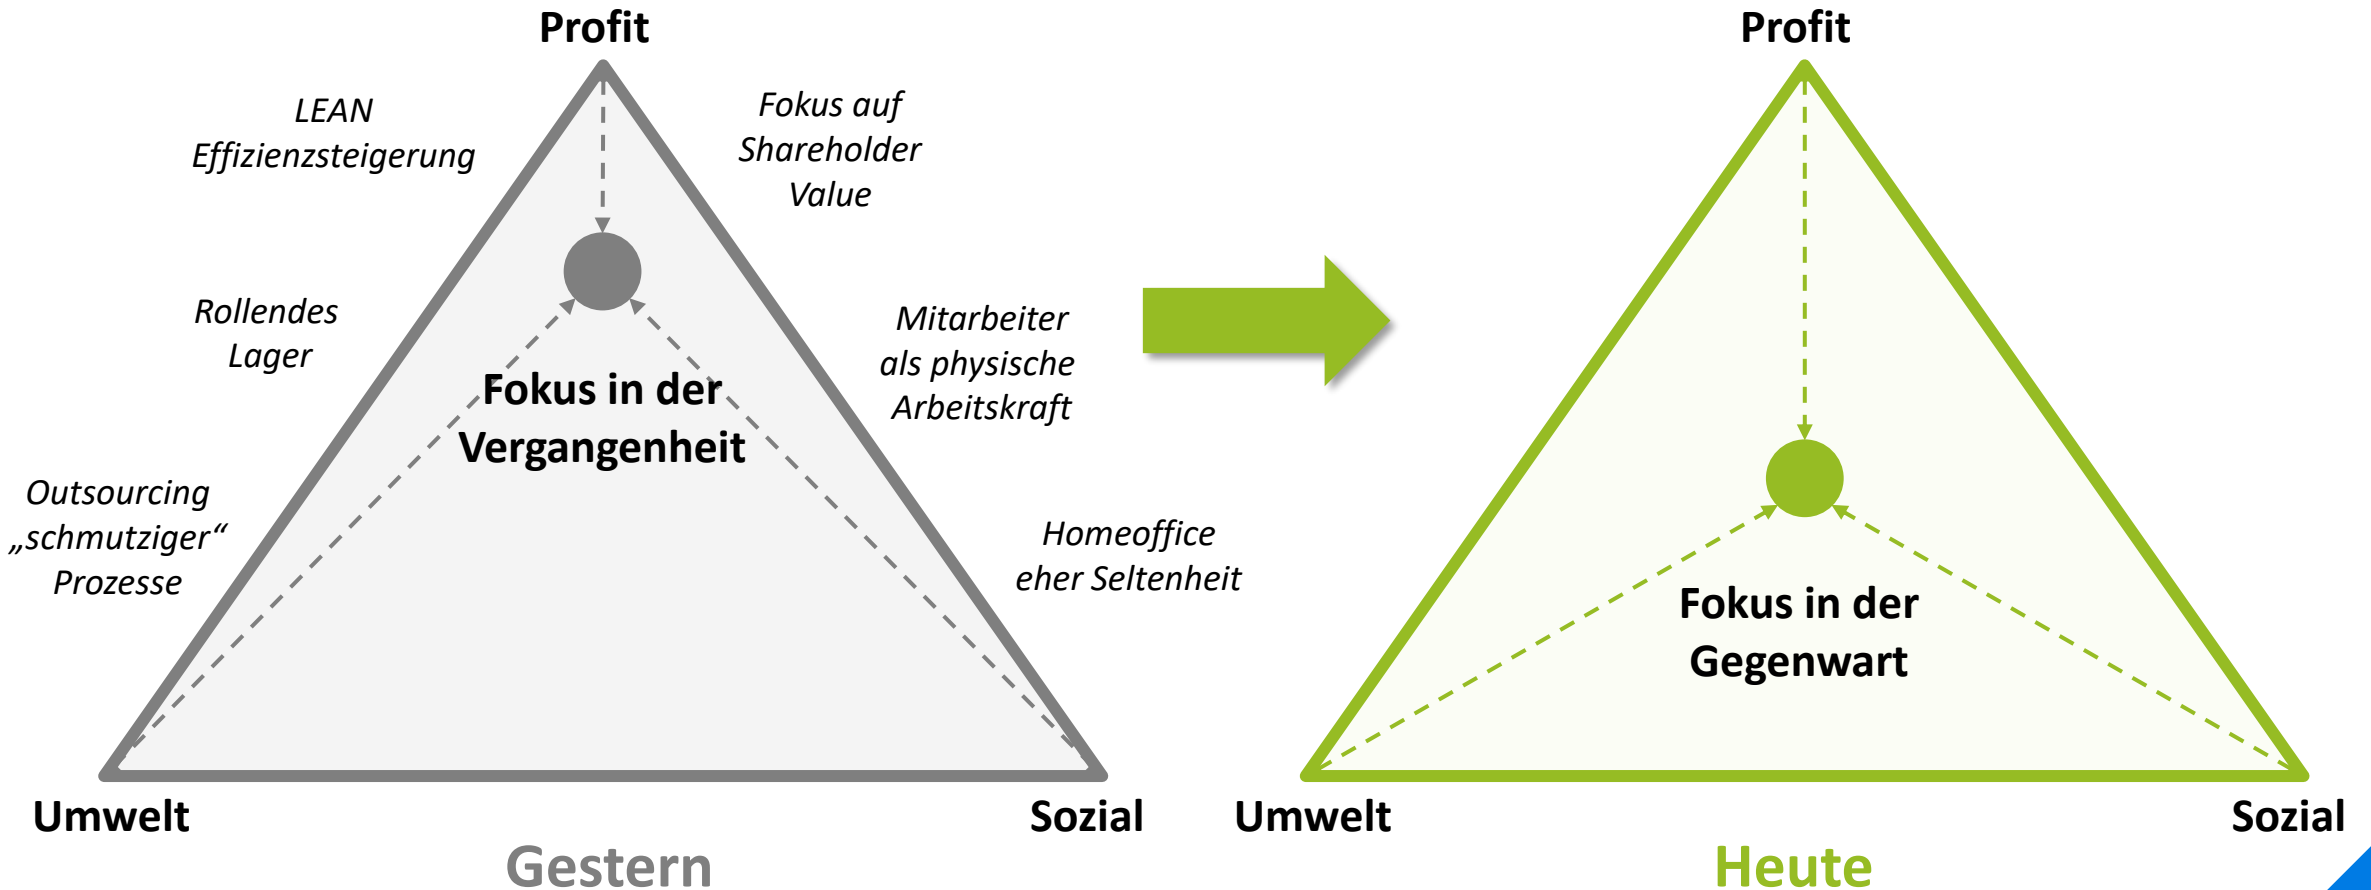 Profit
LEAN
Effizienzsteigerung
Fokus auf
Shareholder
Value
Rollendes
Lager
Mitarbeiter
als physische
Arbeitskraft
Fokus in der
Vergangenheit
Outsourcing
„schmutziger“
Prozesse
Homeoffice
eher Seltenheit
Umwelt
Sozial
Gestern
Profit
Fokus in der
Gegenwart
Umwelt
Sozial
Heute